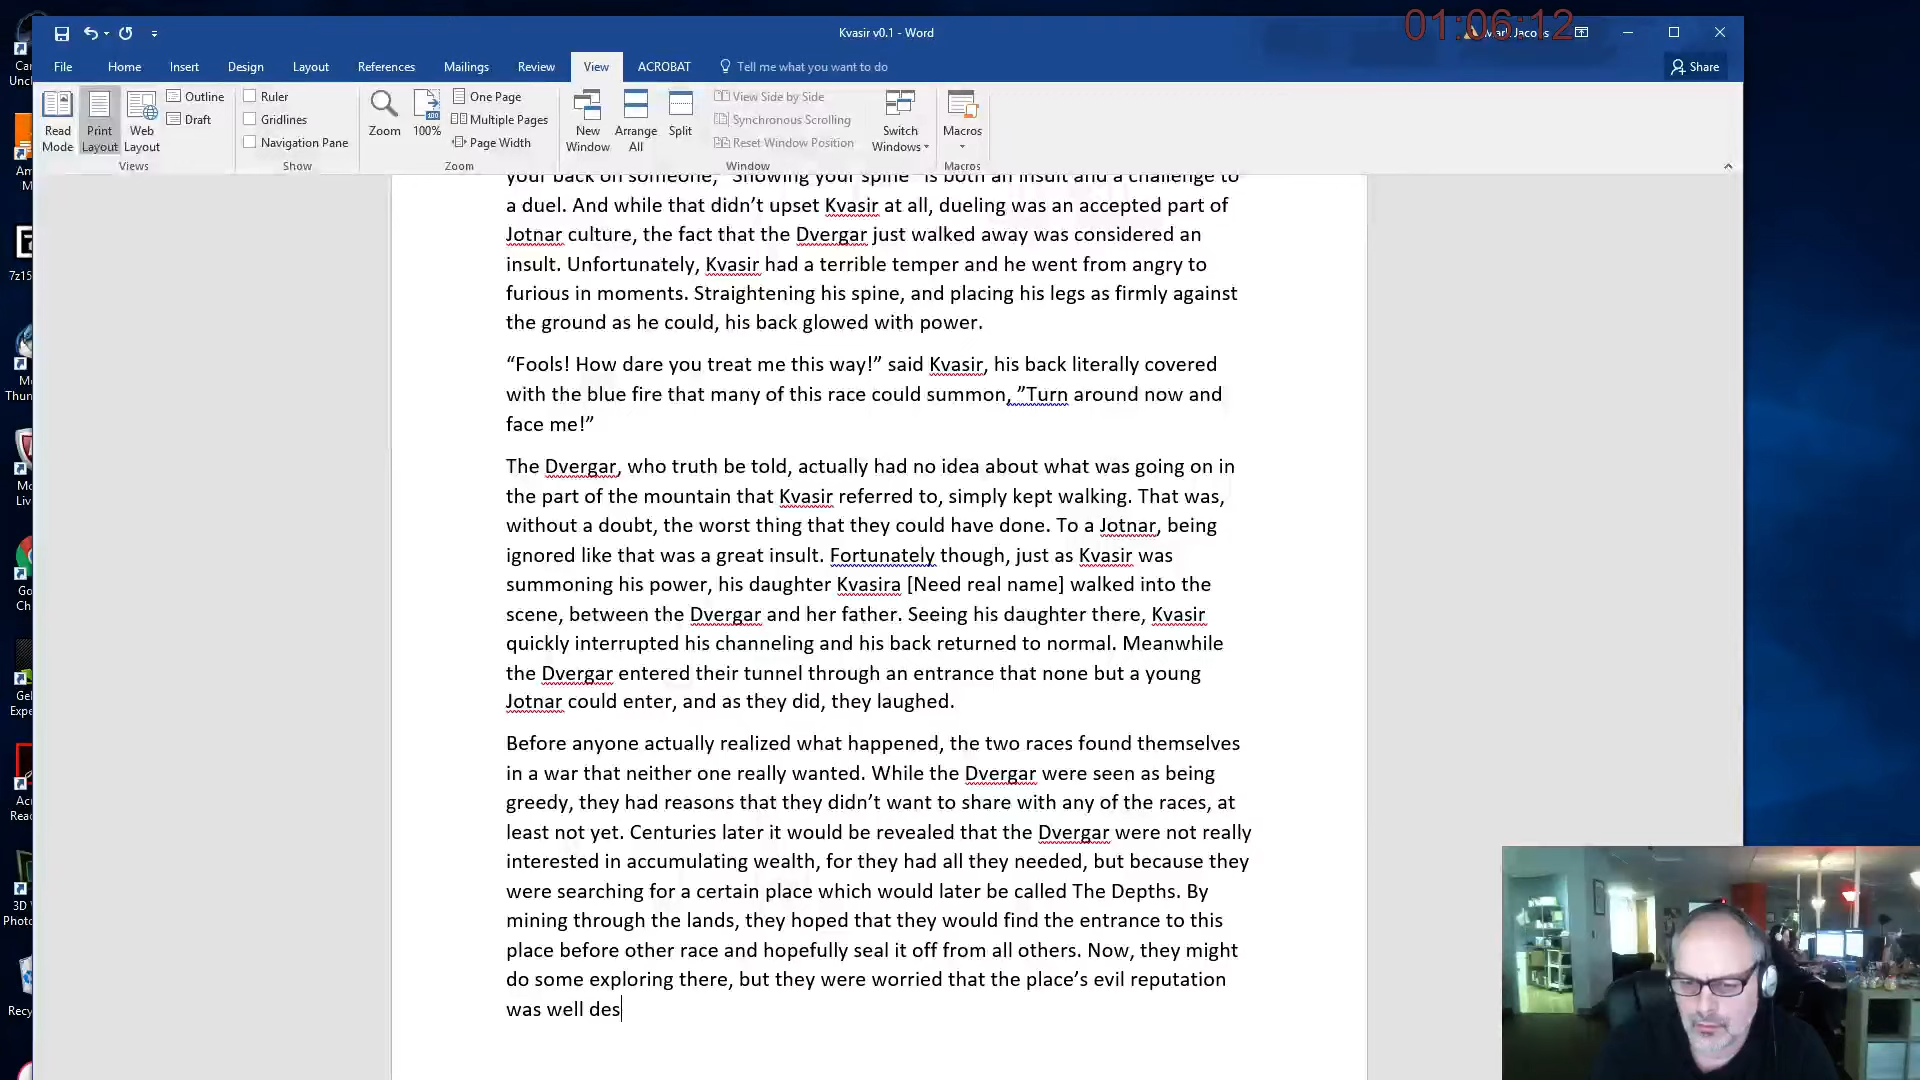 01:06:12
Kvasir v0.1 - Word
File Home Insert Design Layout References Mailings Review View ACROBAT Tell me what you want to do Share
Read Mode
Print Layout
Web Layout
Outline
Draft
Views
Ruler
Gridlines
Navigation Pane
Show
Zoom
100%
One Page
Multiple Pages
Page Width
Zoom
New Window
Arrange All
Split
View Side by Side
Synchronous Scrolling
Reset Window Position
Window
Switch Windows
Macros
Macros
your back on someone, "Showing your spine" is both an insult and a challenge to
a duel. And while that didn’t upset Kvasir at all, dueling was an accepted part of
Jotnar culture, the fact that the Dvergar just walked away was considered an
insult. Unfortunately, Kvasir had a terrible temper and he went from angry to
furious in moments. Straightening his spine, and placing his legs as firmly against
the ground as he could, his back glowed with power.
“Fools! How dare you treat me this way!” said Kvasir, his back literally covered
with the blue fire that many of this race could summon, ”Turn around now and
face me!”
The Dvergar, who truth be told, actually had no idea about what was going on in
the part of the mountain that Kvasir referred to, simply kept walking. That was,
without a doubt, the worst thing that they could have done. To a Jotnar, being
ignored like that was a great insult. Fortunately though, just as Kvasir was
summoning his power, his daughter Kvasira [Need real name] walked into the
scene, between the Dvergar and her father. Seeing his daughter there, Kvasir
quickly interrupted his channeling and his back returned to normal. Meanwhile
the Dvergar entered their tunnel through an entrance that none but a young
Jotnar could enter, and as they did, they laughed.
Before anyone actually realized what happened, the two races found themselves
in a war that neither one really wanted. While the Dvergar were seen as being
greedy, they had reasons that they didn’t want to share with any of the races, at
least not yet. Centuries later it would be revealed that the Dvergar were not really
interested in accumulating wealth, for they had all they needed, but because they
were searching for a certain place which would later be called The Depths. By
mining through the lands, they hoped that they would find the entrance to this
place before other race and hopefully seal it off from all others. Now, they might
do some exploring there, but they were worried that the place’s evil reputation
was well des